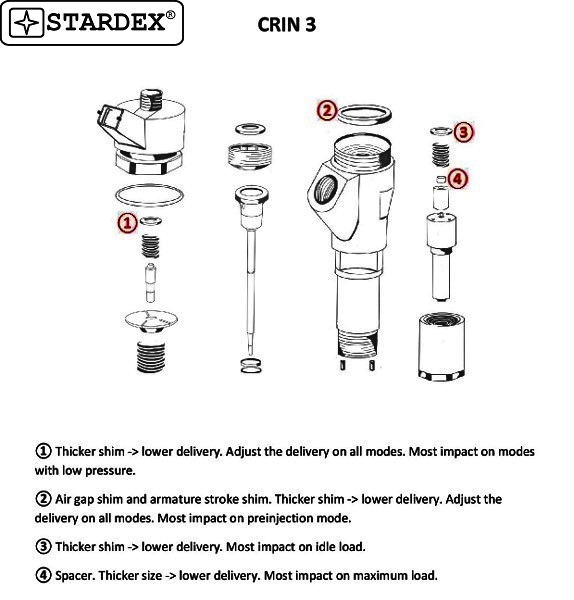 STARDEX®
CRIN 3
2
3
4
1
① Thicker shim -> lower delivery. Adjust the delivery on all modes. Most impact on modes
with low pressure.
② Air gap shim and armature stroke shim. Thicker shim -> lower delivery. Adjust the
delivery on all modes. Most impact on preinjection mode.
③ Thicker shim -> lower delivery. Most impact on idle load.
④ Spacer. Thicker size -> lower delivery. Most impact on maximum load.